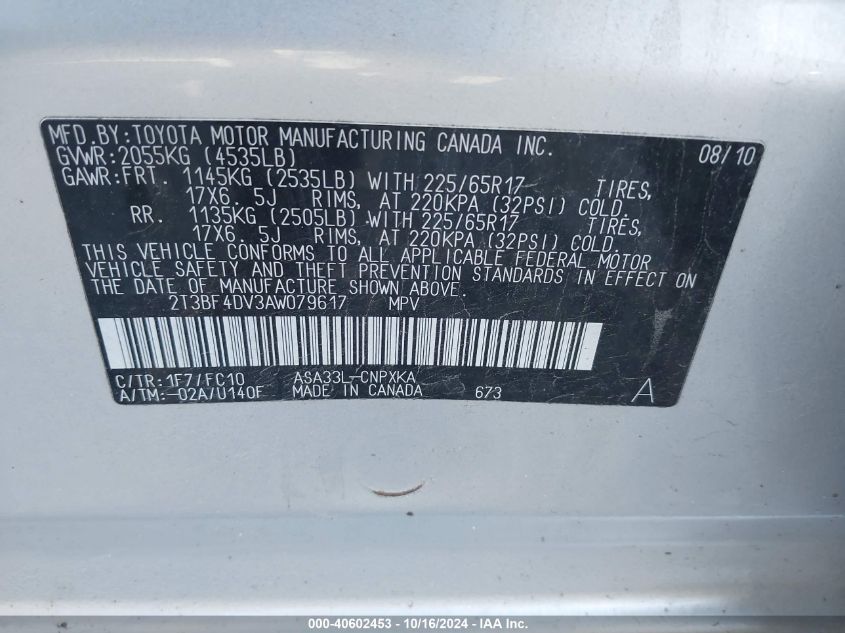 MFD.BY:TOYOTA MOTOR MANUFACTURING CANADA INC. 08/10
GVWR:2055KG (4535LB)
GAWR:FRT. 1145KG (2535LB) WITH 225/65R17 TIRES,
17X6.5J RIMS, AT 220KPA (32PSI) COLD.
RR. 1135KG (2505LB) WITH 225/65R17 TIRES,
17X6.5J RIMS, AT 220KPA (32PSI) COLD.
THIS VEHICLE CONFORMS TO ALL APPLICABLE FEDERAL MOTOR
VEHICLE SAFETY AND THEFT PREVENTION STANDARDS IN EFFECT ON
THE DATE OF MANUFACTURE SHOWN ABOVE.
2T3BF4DV3AW079617 MPV
C/TR:1F7/FC10 ASA33L-CNPXKA
A/TM:-02A/U140F MADE IN CANADA 673 A
000-40602453 - 10/16/2024 - IAA Inc.